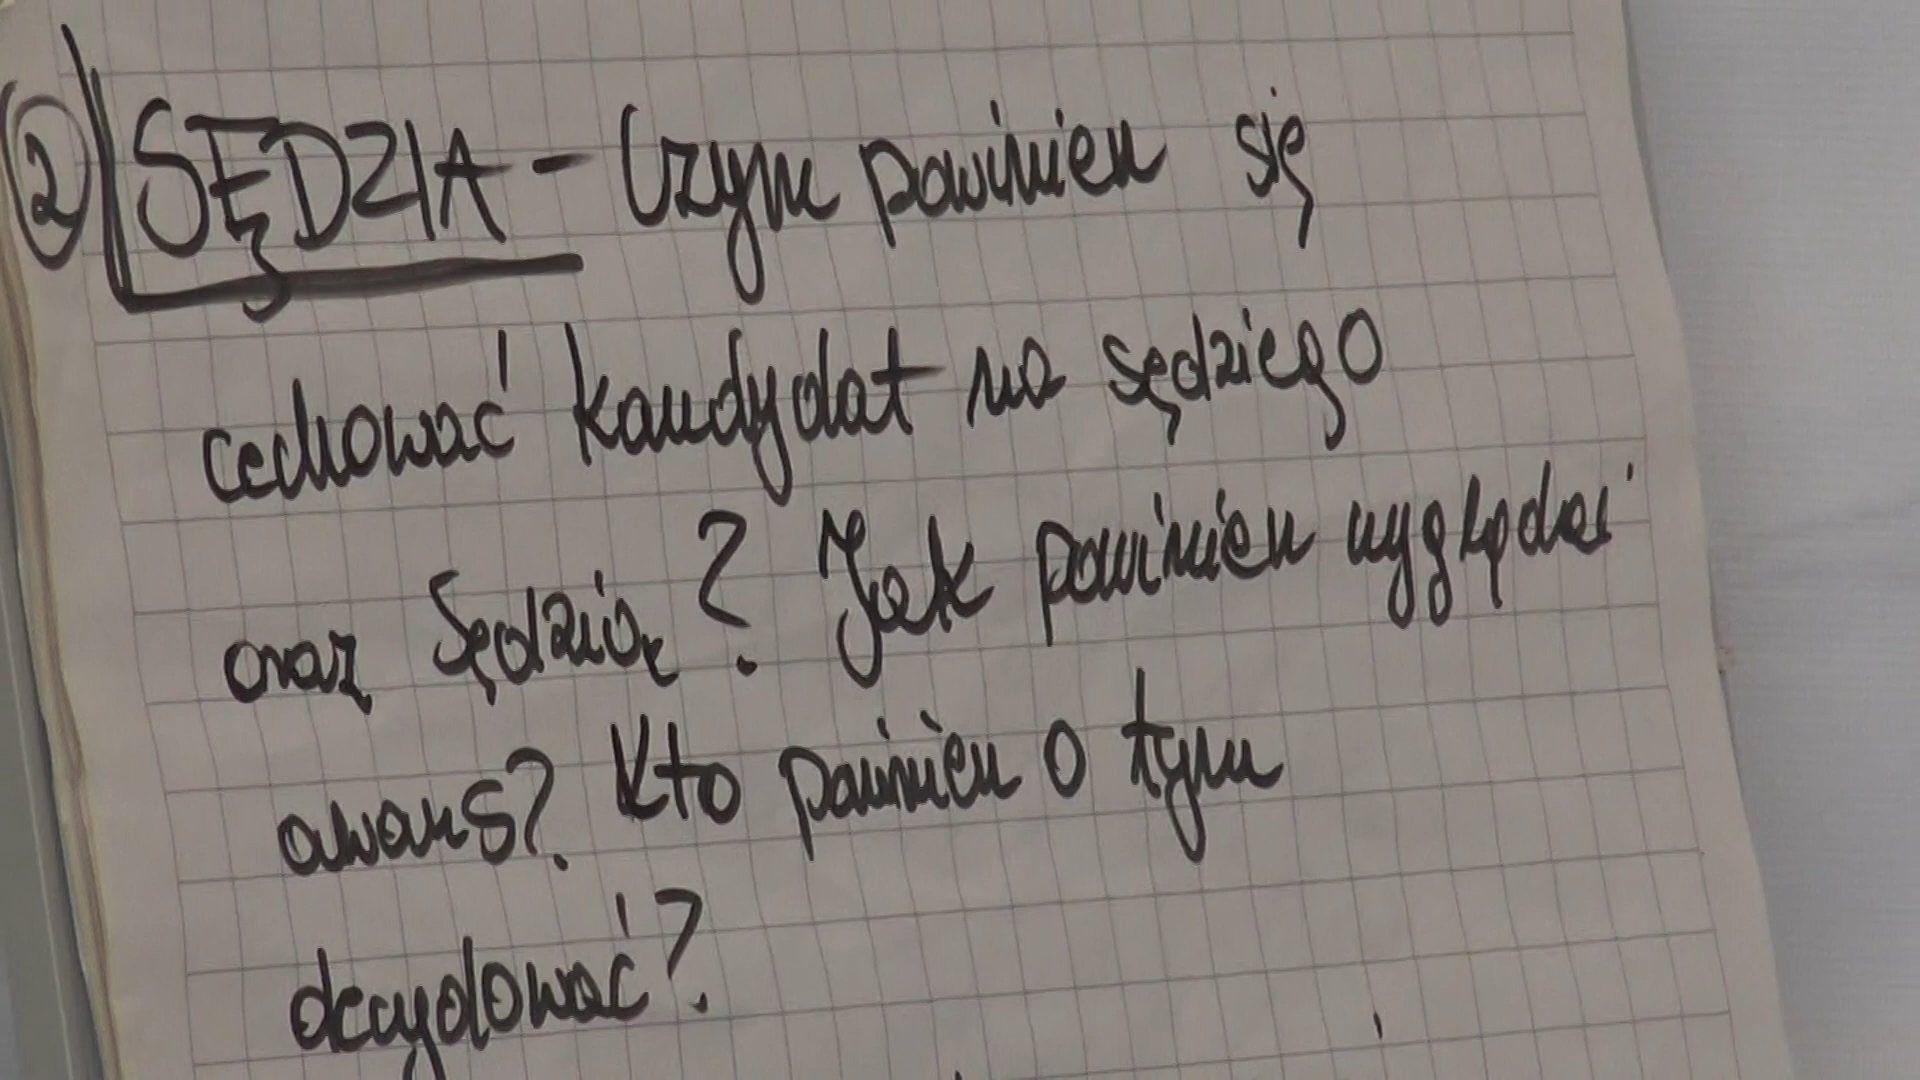 ② SĘDZIA - Czym powinien się
cechować kandydat na sędziego
oraz sędzia? Jak powinien wyglądać
awans? Kto powinien o tym
decydować?